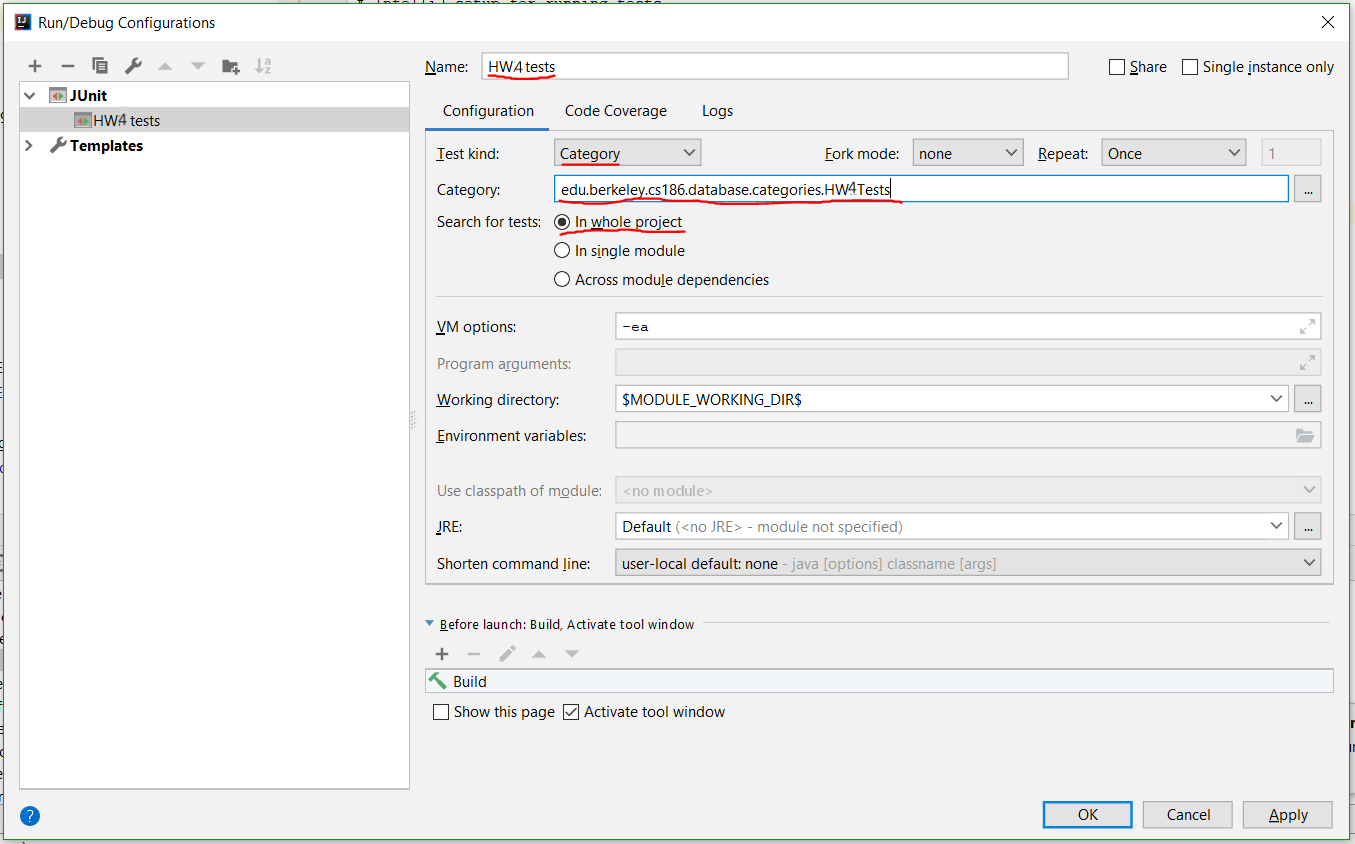 Run/Debug Configurations
Name: HW4 tests Share Single instance only
JUnit
HW4 tests
Templates
Configuration Code Coverage Logs
Test kind: Category Fork mode: none Repeat: Once 1
Category: edu.berkeley.cs186.database.categories.HW4Tests ...
Search for tests: In whole project
In single module
Across module dependencies
VM options: -ea
Program arguments:
Working directory: $MODULE_WORKING_DIR$ ...
Environment variables:
Use classpath of module: <no module>
JRE: Default (<no JRE> - module not specified) ...
Shorten command line: user-local default: none - java [options] classname [args]
Before launch: Build, Activate tool window
Build
Show this page Activate tool window
? OK Cancel Apply